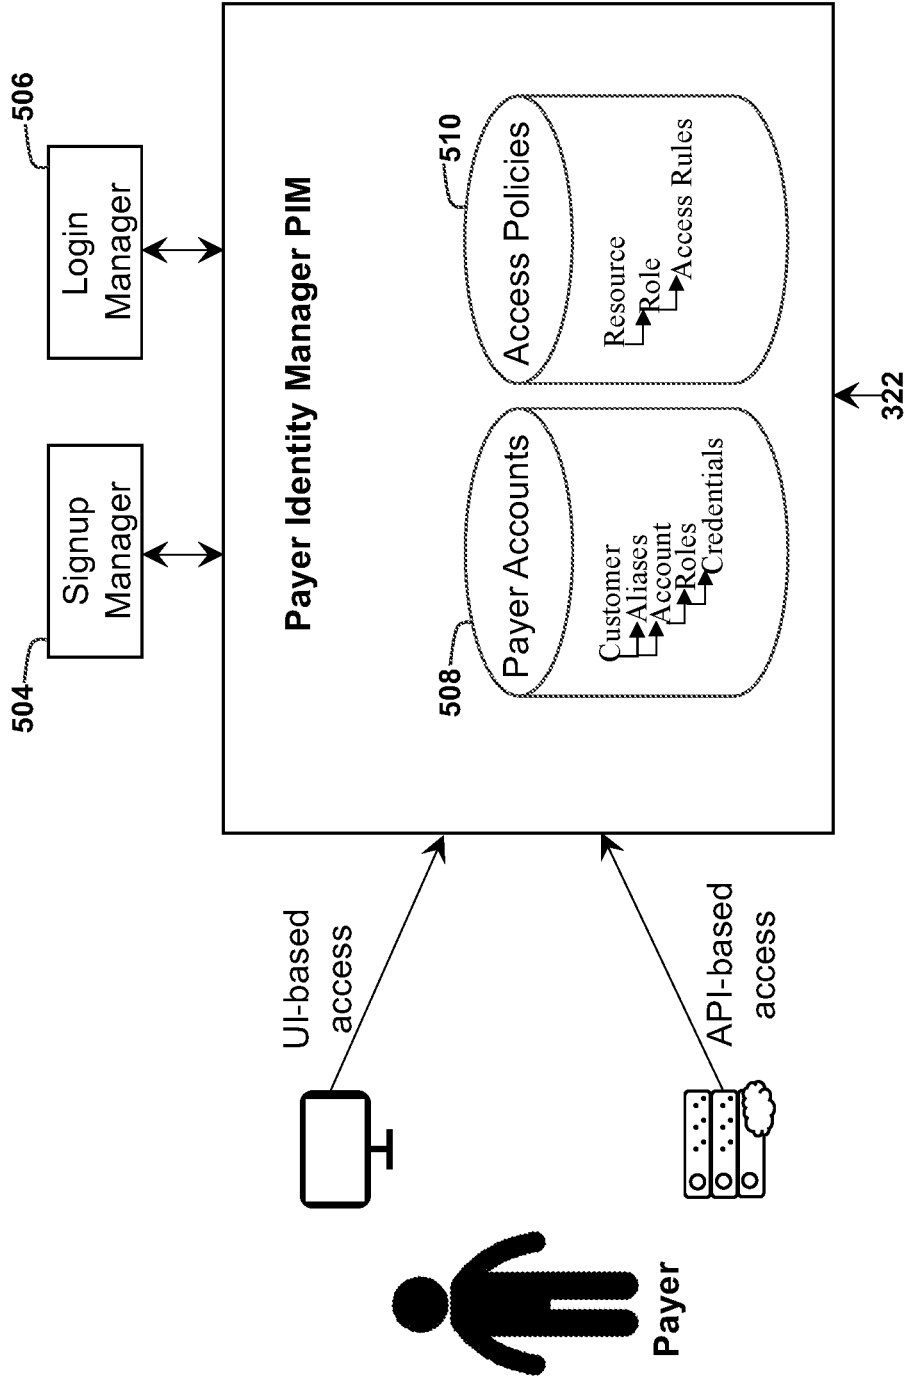 504
506
Signup
Manager
Login
Manager
Payer Identity Manager PIM
UI-based
access
API-based
access
Payer
508
Payer Accounts
Customer
Aliases
Account
Roles
Credentials
510
Access Policies
Resource
Role
Access Rules
322